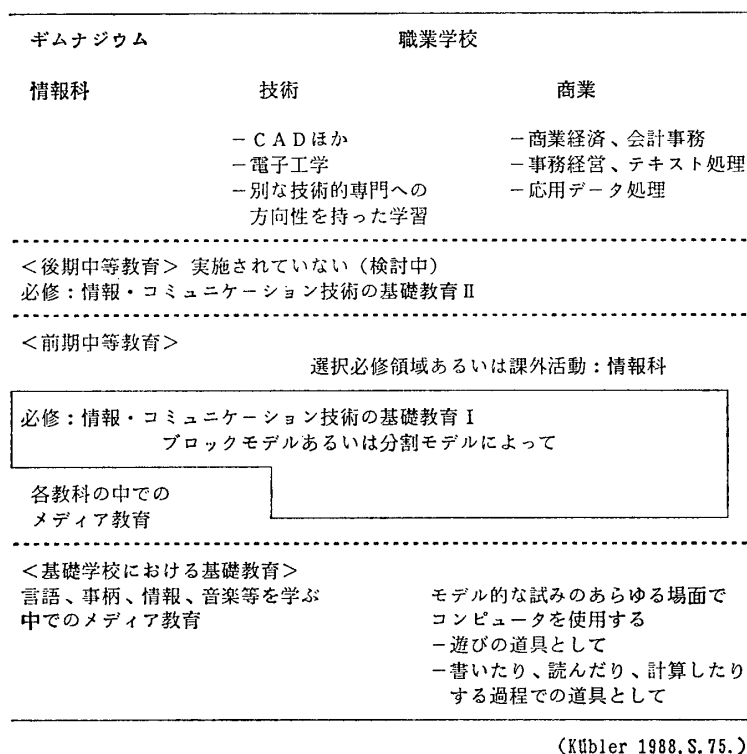 ギムナジウム 職業学校
情報科 技術 商業
－CADほか
－電子工学
－別な技術的専門への
方向性を持った学習
－商業経済、会計事務
－事務経営、テキスト処理
－応用データ処理
＜後期中等教育＞ 実施されていない（検討中）
必修：情報・コミュニケーション技術の基礎教育Ⅱ
＜前期中等教育＞
選択必修領域あるいは課外活動：情報科
必修：情報・コミュニケーション技術の基礎教育Ⅰ
ブロックモデルあるいは分割モデルによって
各教科の中での
メディア教育
＜基礎学校における基礎教育＞
言語、事柄、情報、音楽等を学ぶ
中でのメディア教育
モデル的な試みのあらゆる場面で
コンピュータを使用する
－遊びの道具として
－書いたり、読んだり、計算したり
する過程での道具として
(Kübler 1988.S.75.)